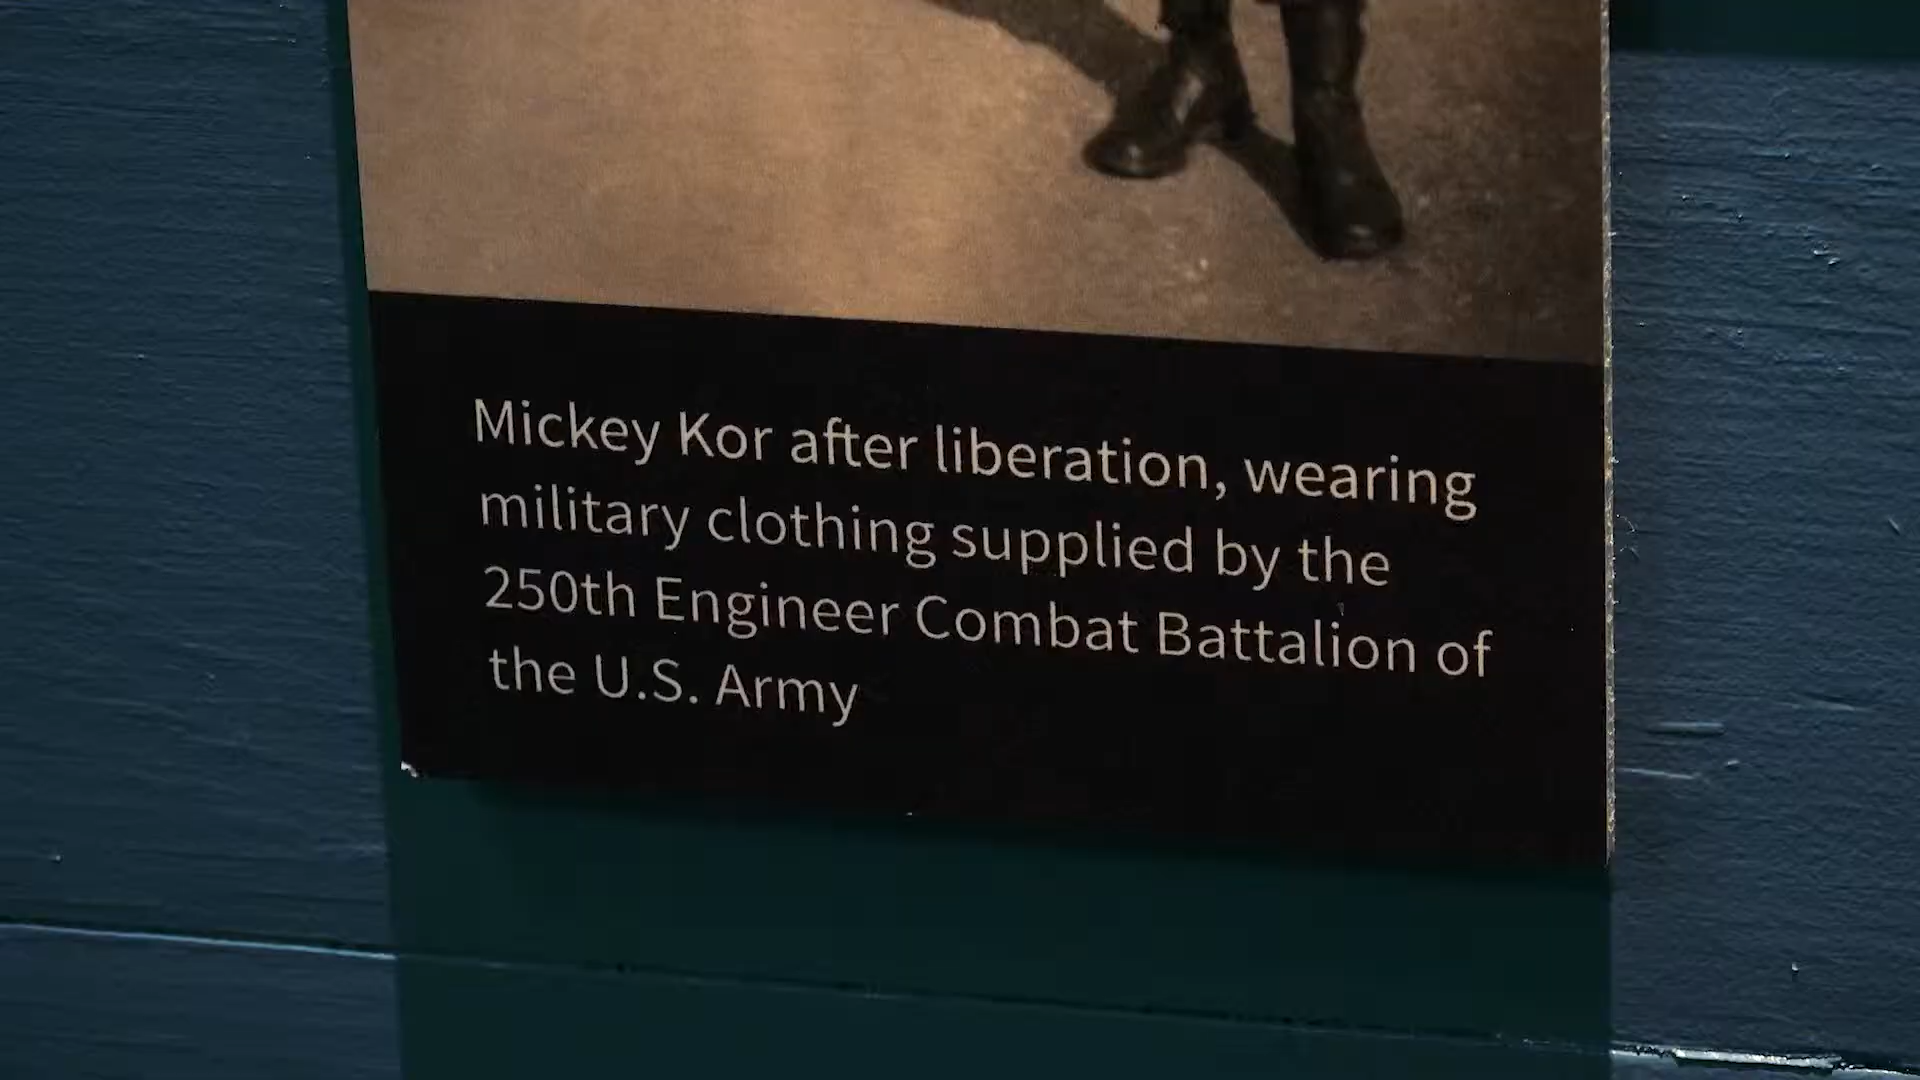 Mickey Kor after liberation, wearing
military clothing supplied by the
250th Engineer Combat Battalion of
the U.S. Army